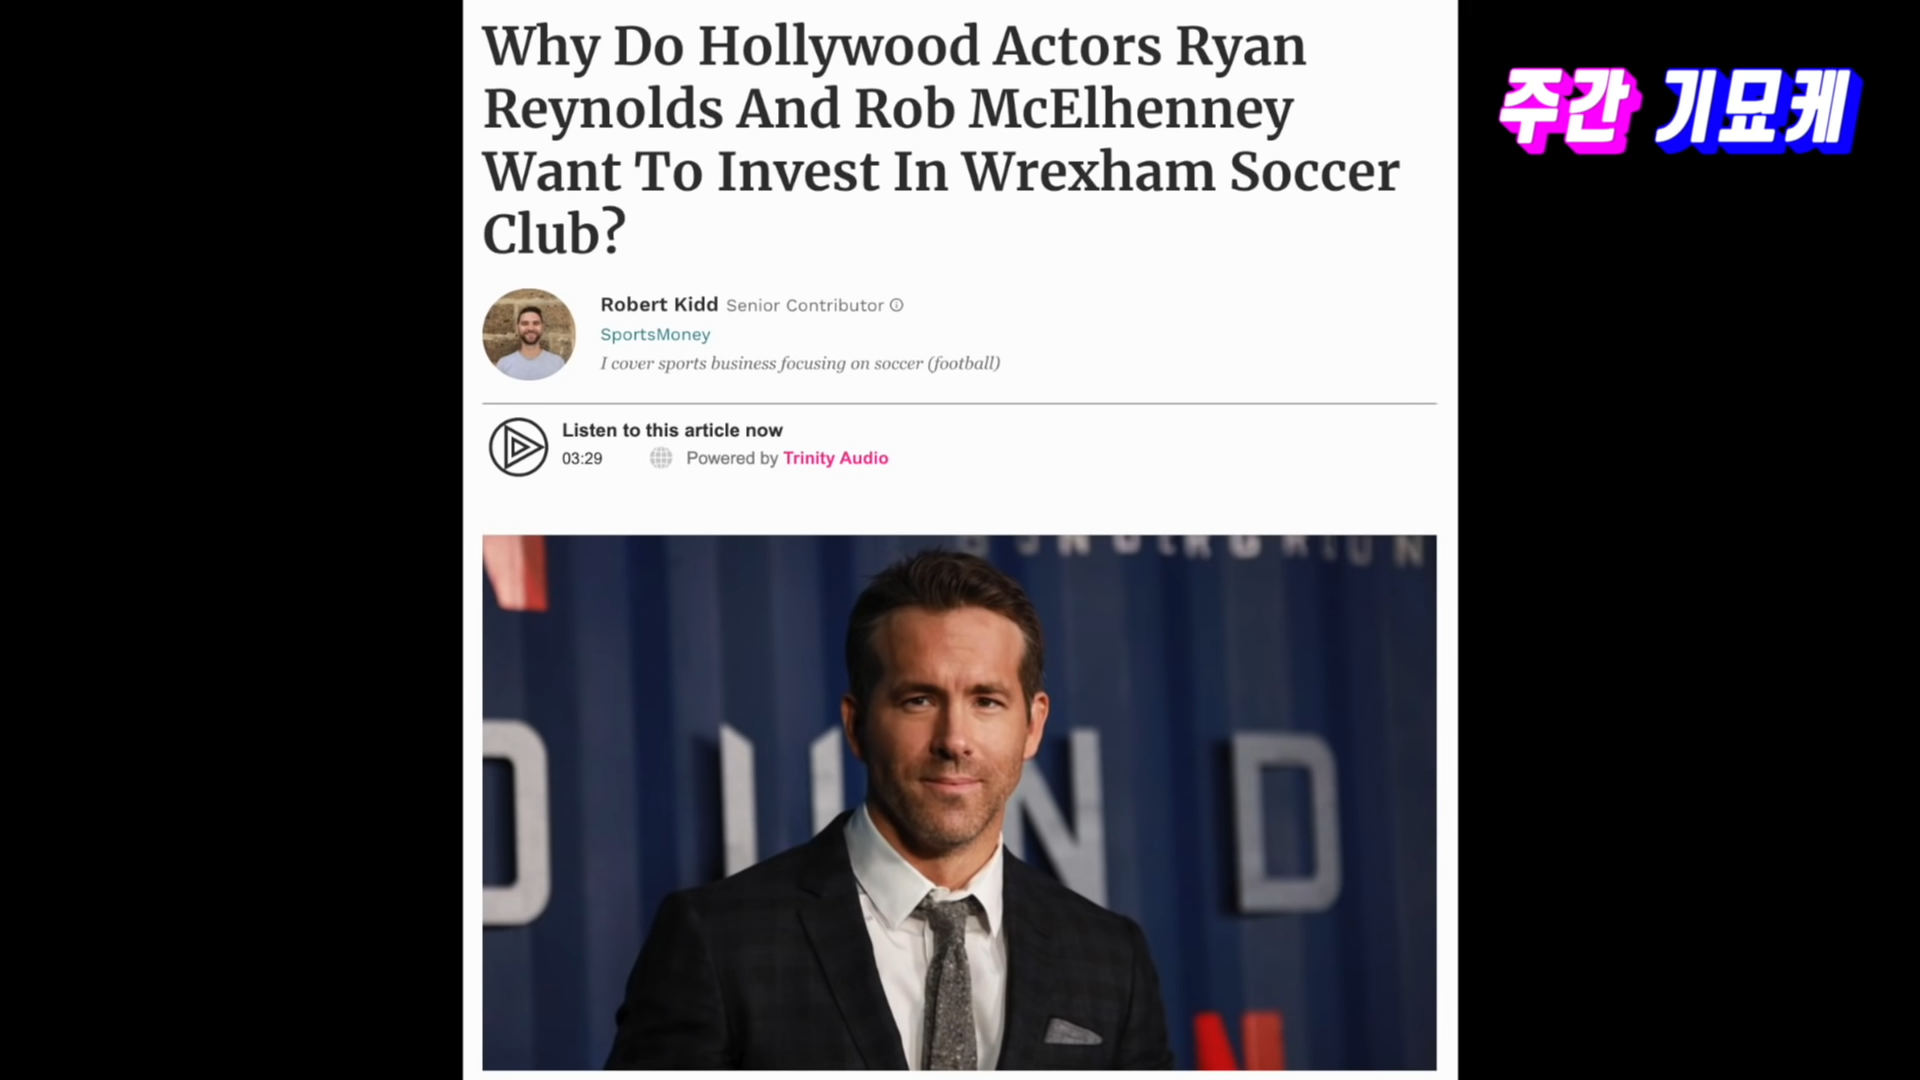 Why Do Hollywood Actors Ryan
Reynolds And Rob McElhenney
Want To Invest In Wrexham Soccer
Club?
주간 기묘케
Robert Kidd Senior Contributor
SportsMoney
I cover sports business focusing on soccer (football)
Listen to this article now
03:29 Powered by Trinity Audio
U N D